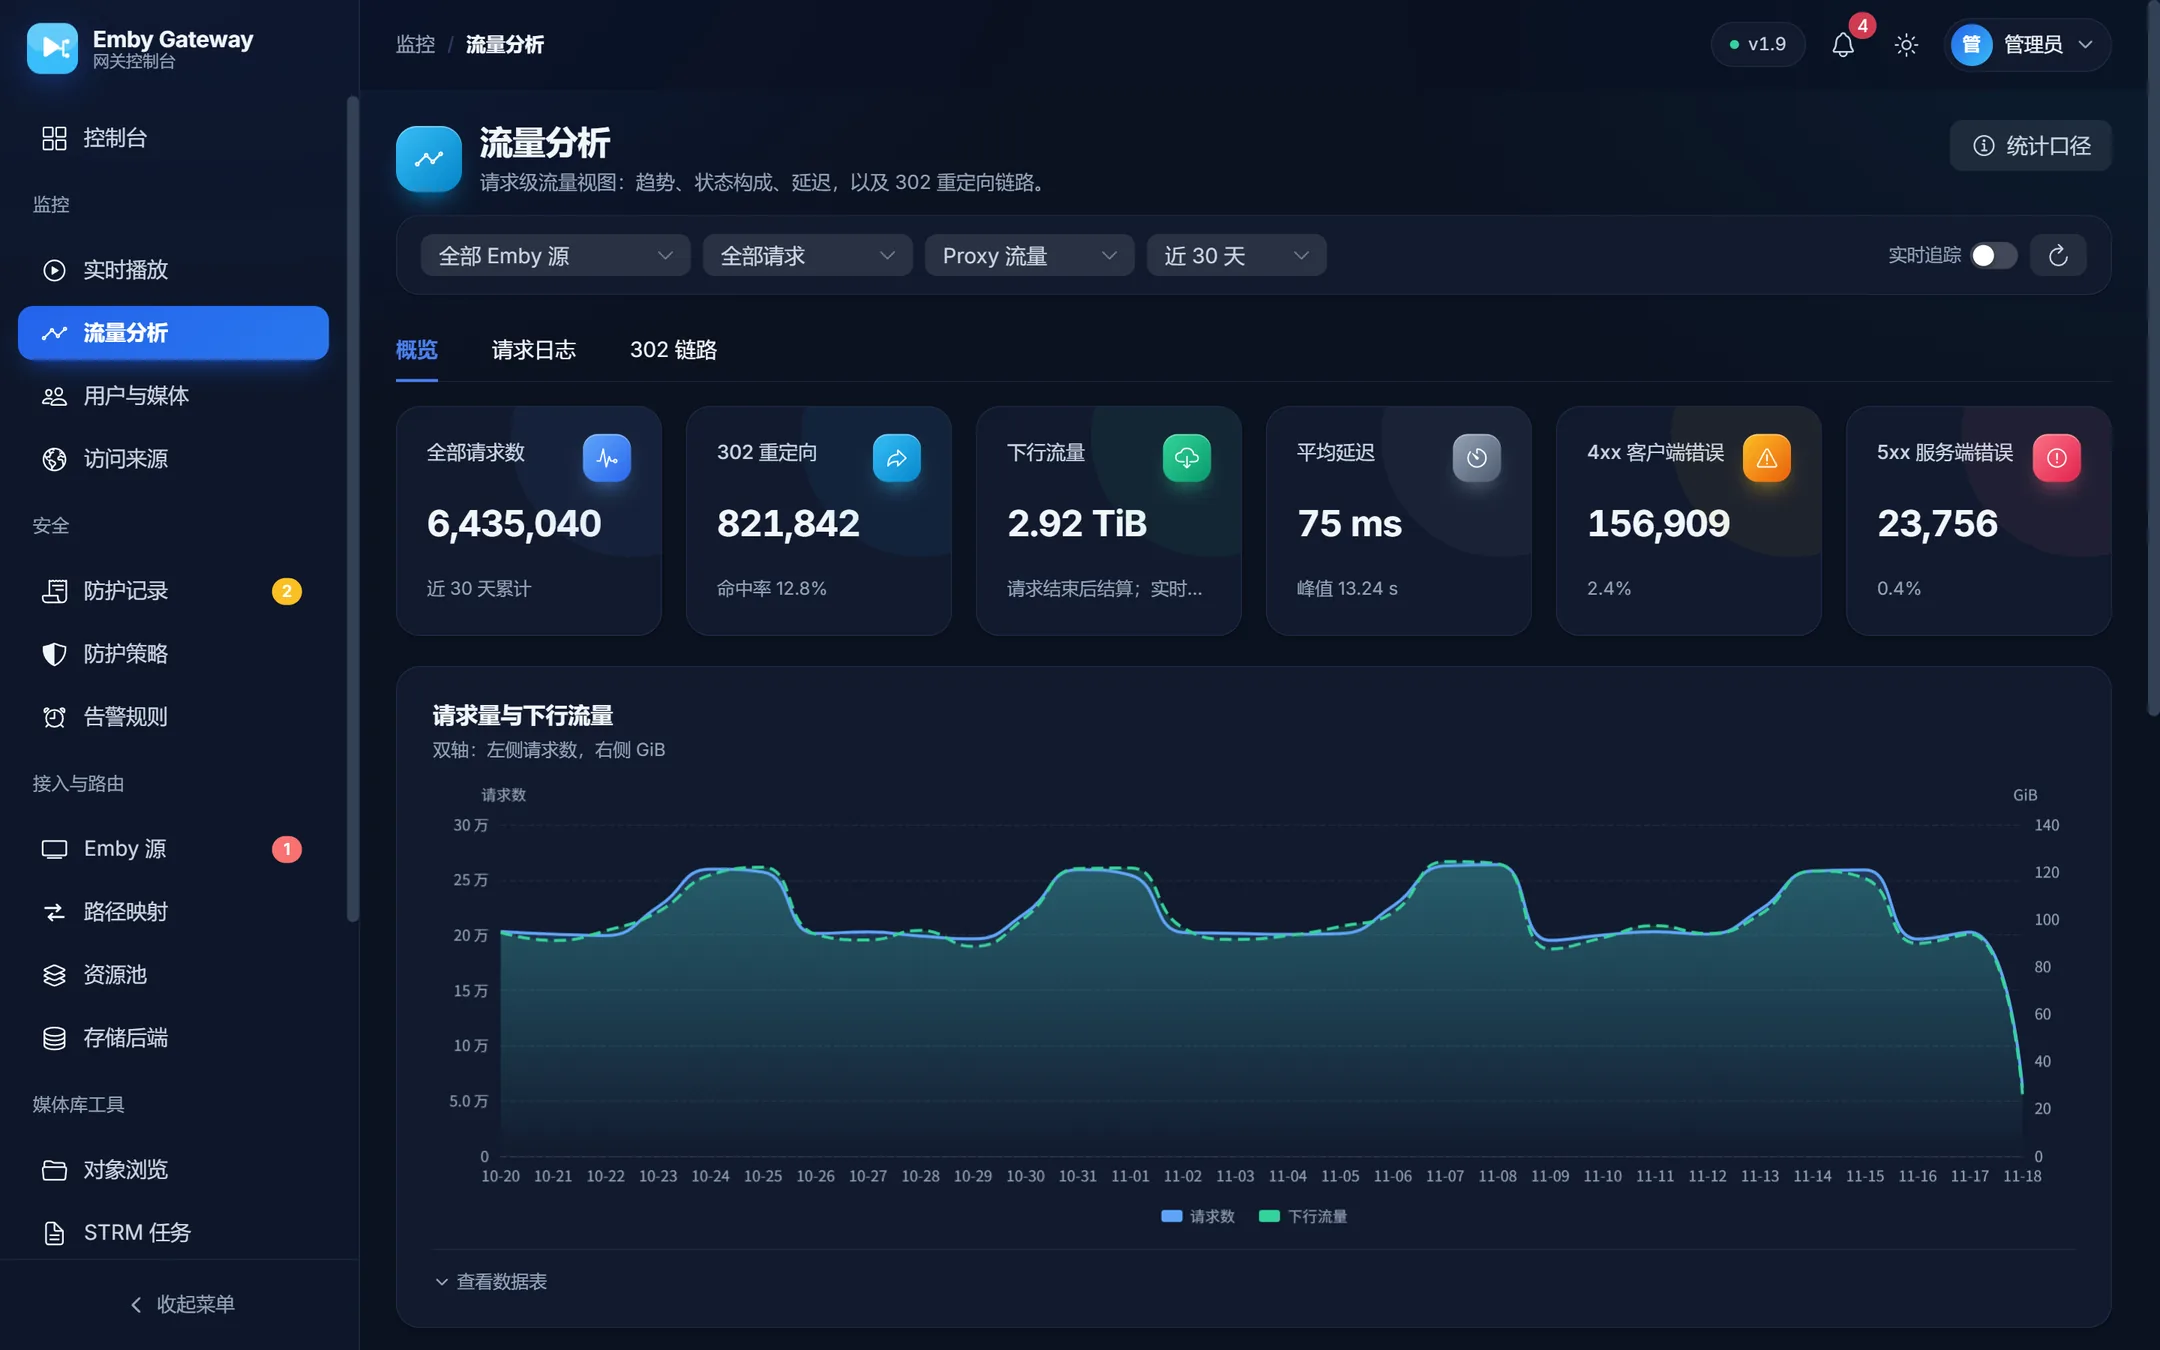 Emby Gateway
网关控制台
控制台
监控
实时播放
流量分析
用户与媒体
访问来源
安全
防护记录
2
防护策略
告警规则
接入与路由
Emby 源
1
路径映射
资源池
存储后端
媒体库工具
对象浏览
STRM 任务
收起菜单
监控 / 流量分析
v1.9
4
管
管理员
流量分析
请求级流量视图：趋势、状态构成、延迟，以及 302 重定向链路。
统计口径
全部 Emby 源
全部请求
Proxy 流量
近 30 天
实时追踪
概览
请求日志
302 链路
全部请求数
6,435,040
近 30 天累计
302 重定向
821,842
命中率 12.8%
下行流量
2.92 TiB
请求结束后结算；实时...
平均延迟
75 ms
峰值 13.24 s
4xx 客户端错误
156,909
2.4%
5xx 服务端错误
23,756
0.4%
请求量与下行流量
双轴：左侧请求数，右侧 GiB
请求数
GiB
30 万
25 万
20 万
15 万
10 万
5.0 万
0
140
120
100
80
60
40
20
0
10-20 10-21 10-22 10-23 10-24 10-25 10-26 10-27 10-28 10-29 10-30 10-31 11-01 11-02 11-03 11-04 11-05 11-06 11-07 11-08 11-09 11-10 11-11 11-12 11-13 11-14 11-15 11-16 11-17 11-18
请求数
下行流量
查看数据表